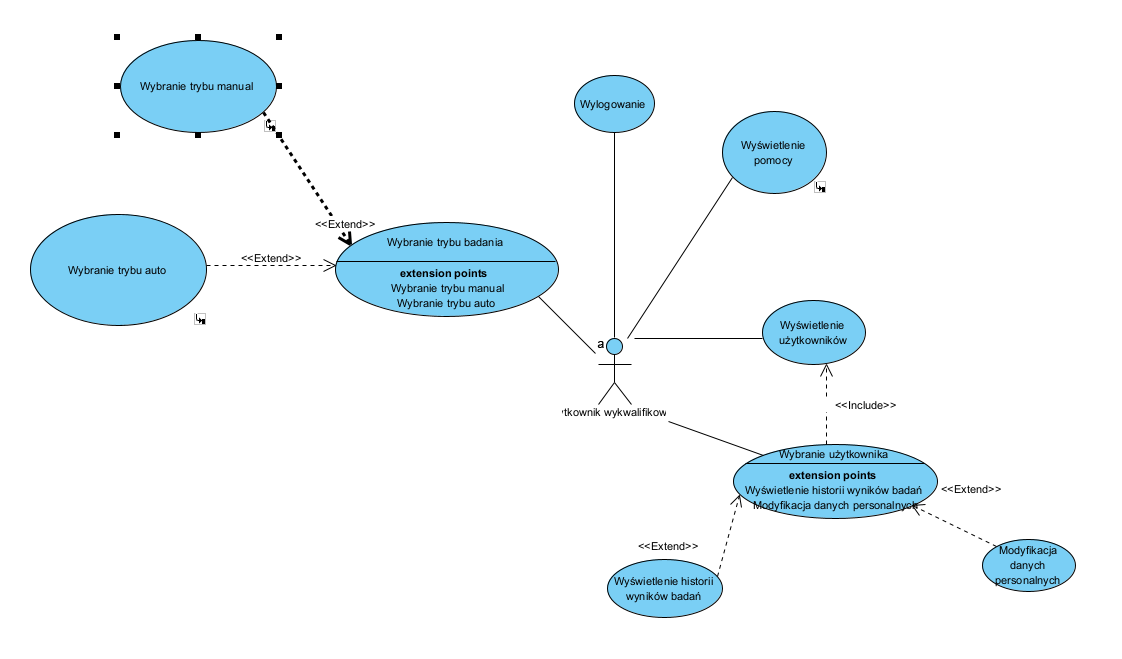 Wybranie trybu manual
Wylogowanie
Wyświetlenie
pomocy
<<Extend>>
Wybranie trybu badania
extension points
Wybranie trybu manual
Wybranie trybu auto
Wybranie trybu auto
<<Extend>>
Wyświetlenie
użytkowników
a
tkownik wykwalifikow
<<Include>>
Wybranie użytkownika
extension points
Wyświetlenie historii wyników badań
Modyfikacja danych personalnych
<<Extend>>
<<Extend>>
Wyświetlenie historii
wyników badań
Modyfikacja
danych
personalnych